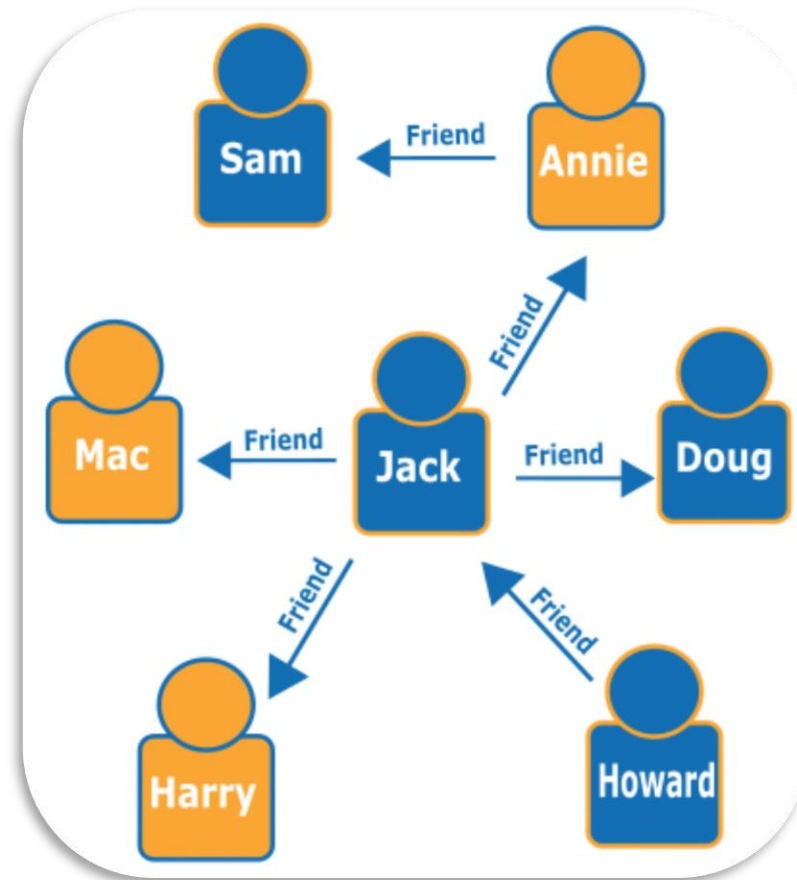 Friend
Sam
Annie
Friend
Mac
Friend
Jack
Friend
Doug
Friend
Friend
Harry
Howard